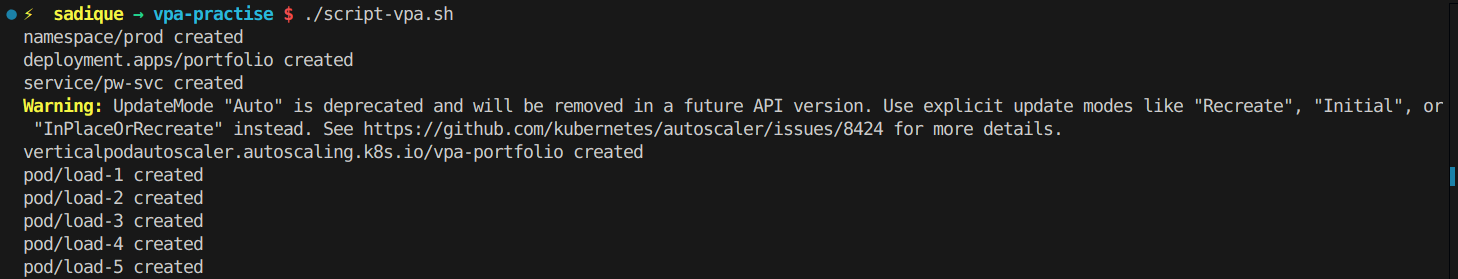 ⚡ sadique → vpa-practise $ ./script-vpa.sh
namespace/prod created
deployment.apps/portfolio created
service/pw-svc created
Warning: UpdateMode "Auto" is deprecated and will be removed in a future API version. Use explicit update modes like "Recreate", "Initial", or
"InPlaceOrRecreate" instead. See https://github.com/kubernetes/autoscaler/issues/8424 for more details.
verticalpodautoscaler.autoscaling.k8s.io/vpa-portfolio created
pod/load-1 created
pod/load-2 created
pod/load-3 created
pod/load-4 created
pod/load-5 created